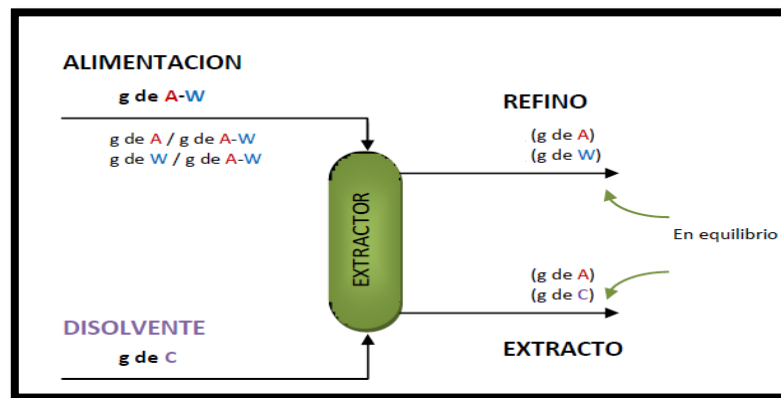 ALIMENTACION
g de A-W
g de A / g de A-W
g de W / g de A-W
EXTRACTOR
DISOLVENTE
g de C
REFINO
(g de A)
(g de W)
En equilibrio
(g de A)
(g de C)
EXTRACTO